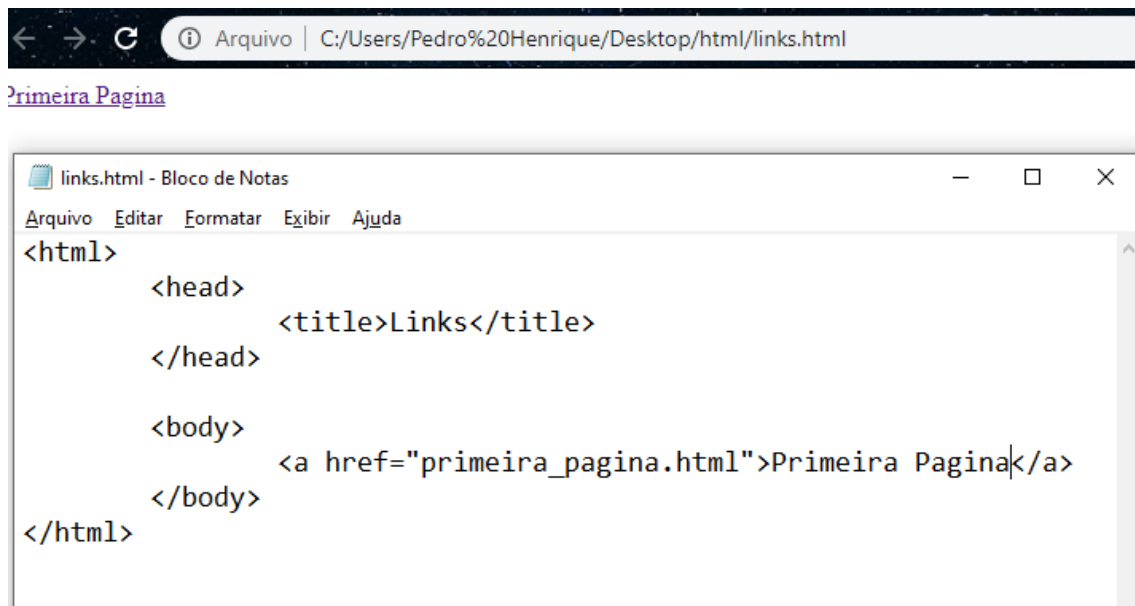 Arquivo | C:/Users/Pedro%20Henrique/Desktop/html/links.html
Primeira Pagina
links.html - Bloco de Notas
Arquivo Editar Formatar Exibir Ajuda
<html>
<head>
<title>Links</title>
</head>
<body>
<a href="primeira_pagina.html">Primeira Pagina</a>
</body>
</html>